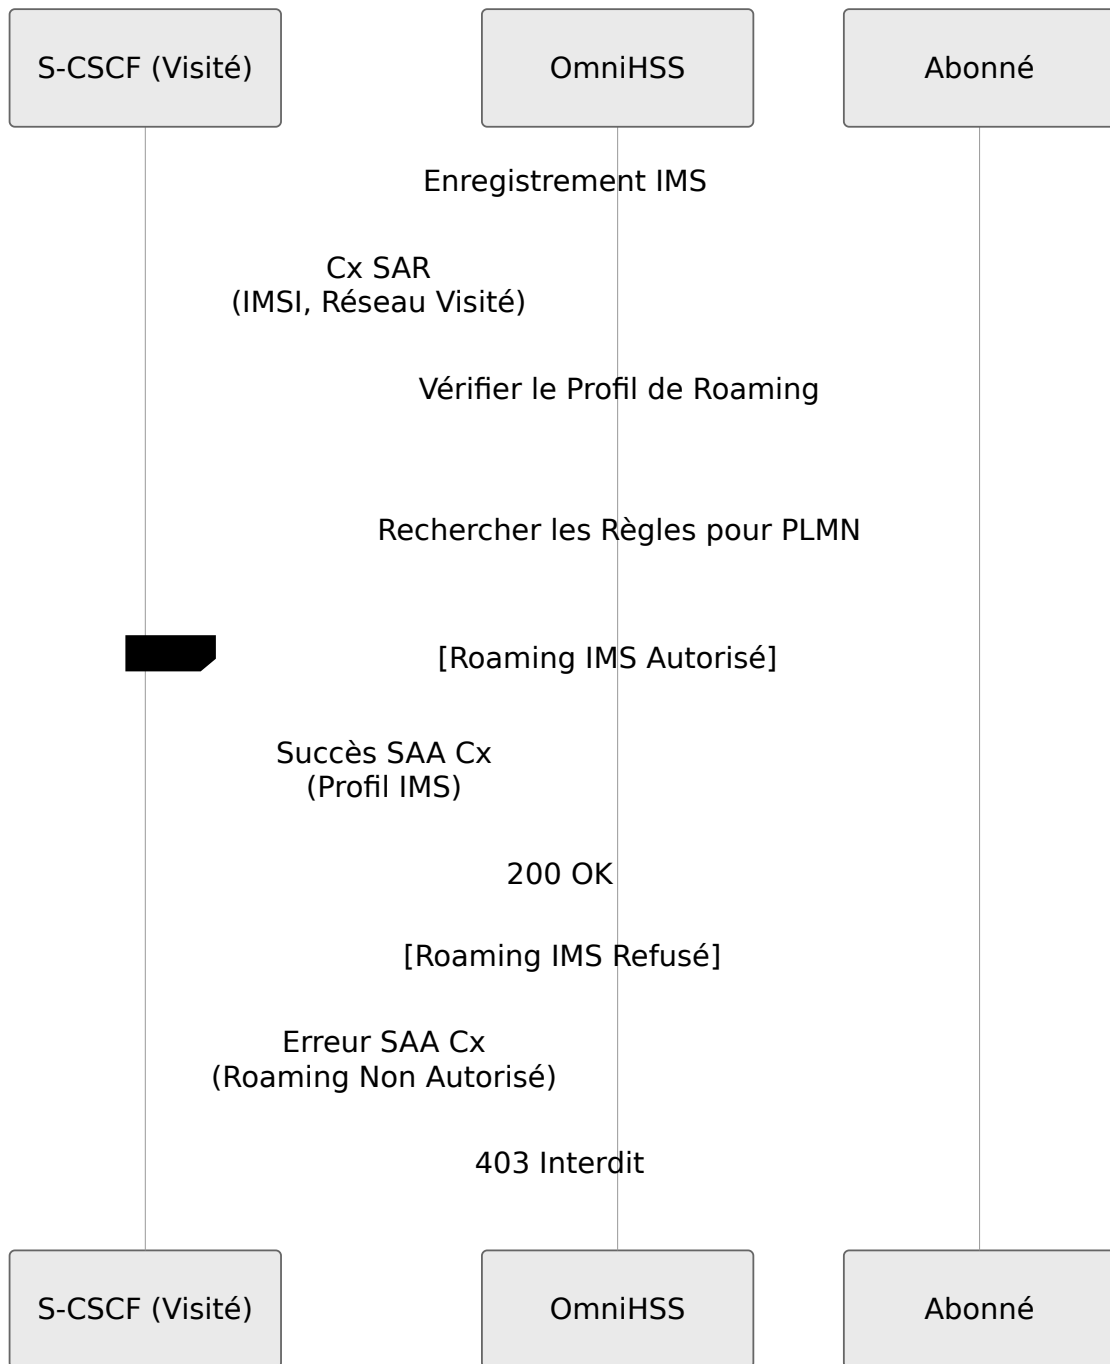 S-CSCF (Visité)
OmniHSS
Abonné
Enregistrement IMS
Cx SAR
(IMSI, Réseau Visité)
Vérifier le Profil de Roaming
Rechercher les Règles pour PLMN
[Roaming IMS Autorisé]
Succès SAA Cx
(Profil IMS)
200 OK
[Roaming IMS Refusé]
Erreur SAA Cx
(Roaming Non Autorisé)
403 Interdit
S-CSCF (Visité)
OmniHSS
Abonné